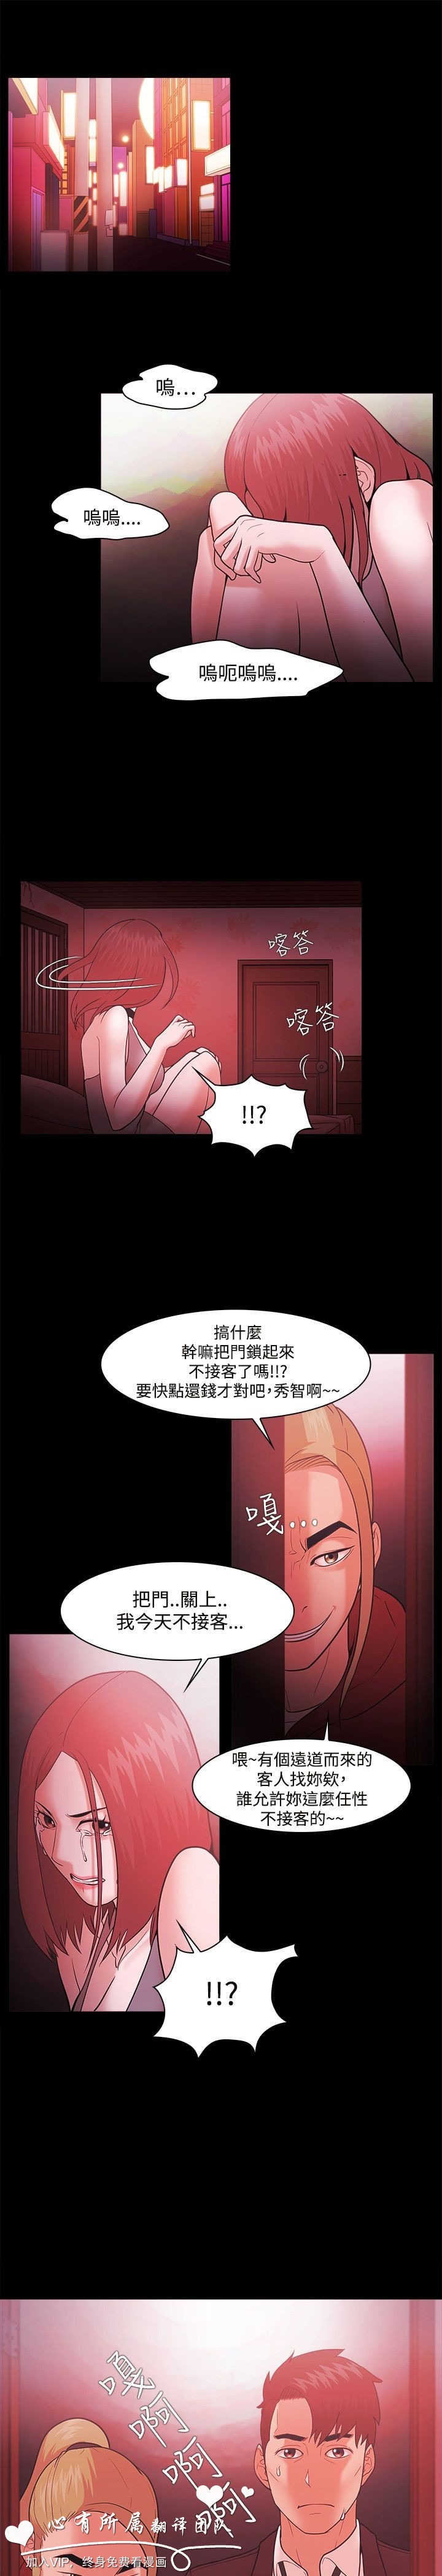 嗚...
嗚嗚....
嗚呃嗚嗚....
喀答
喀答
!!?
搞什麼
幹嘛把門鎖起來
不接客了嗎!!?
要快點還錢才對吧,秀智啊~~
嘎...
把門..關上..
我今天不接客...
喂~有個遠道而來的
客人找妳欸,
誰允許妳這麼任性
不接客的~~
!!?
嘎
啊
啊
啊
心有所属翻译团队
加入VIP，终身免费看漫画